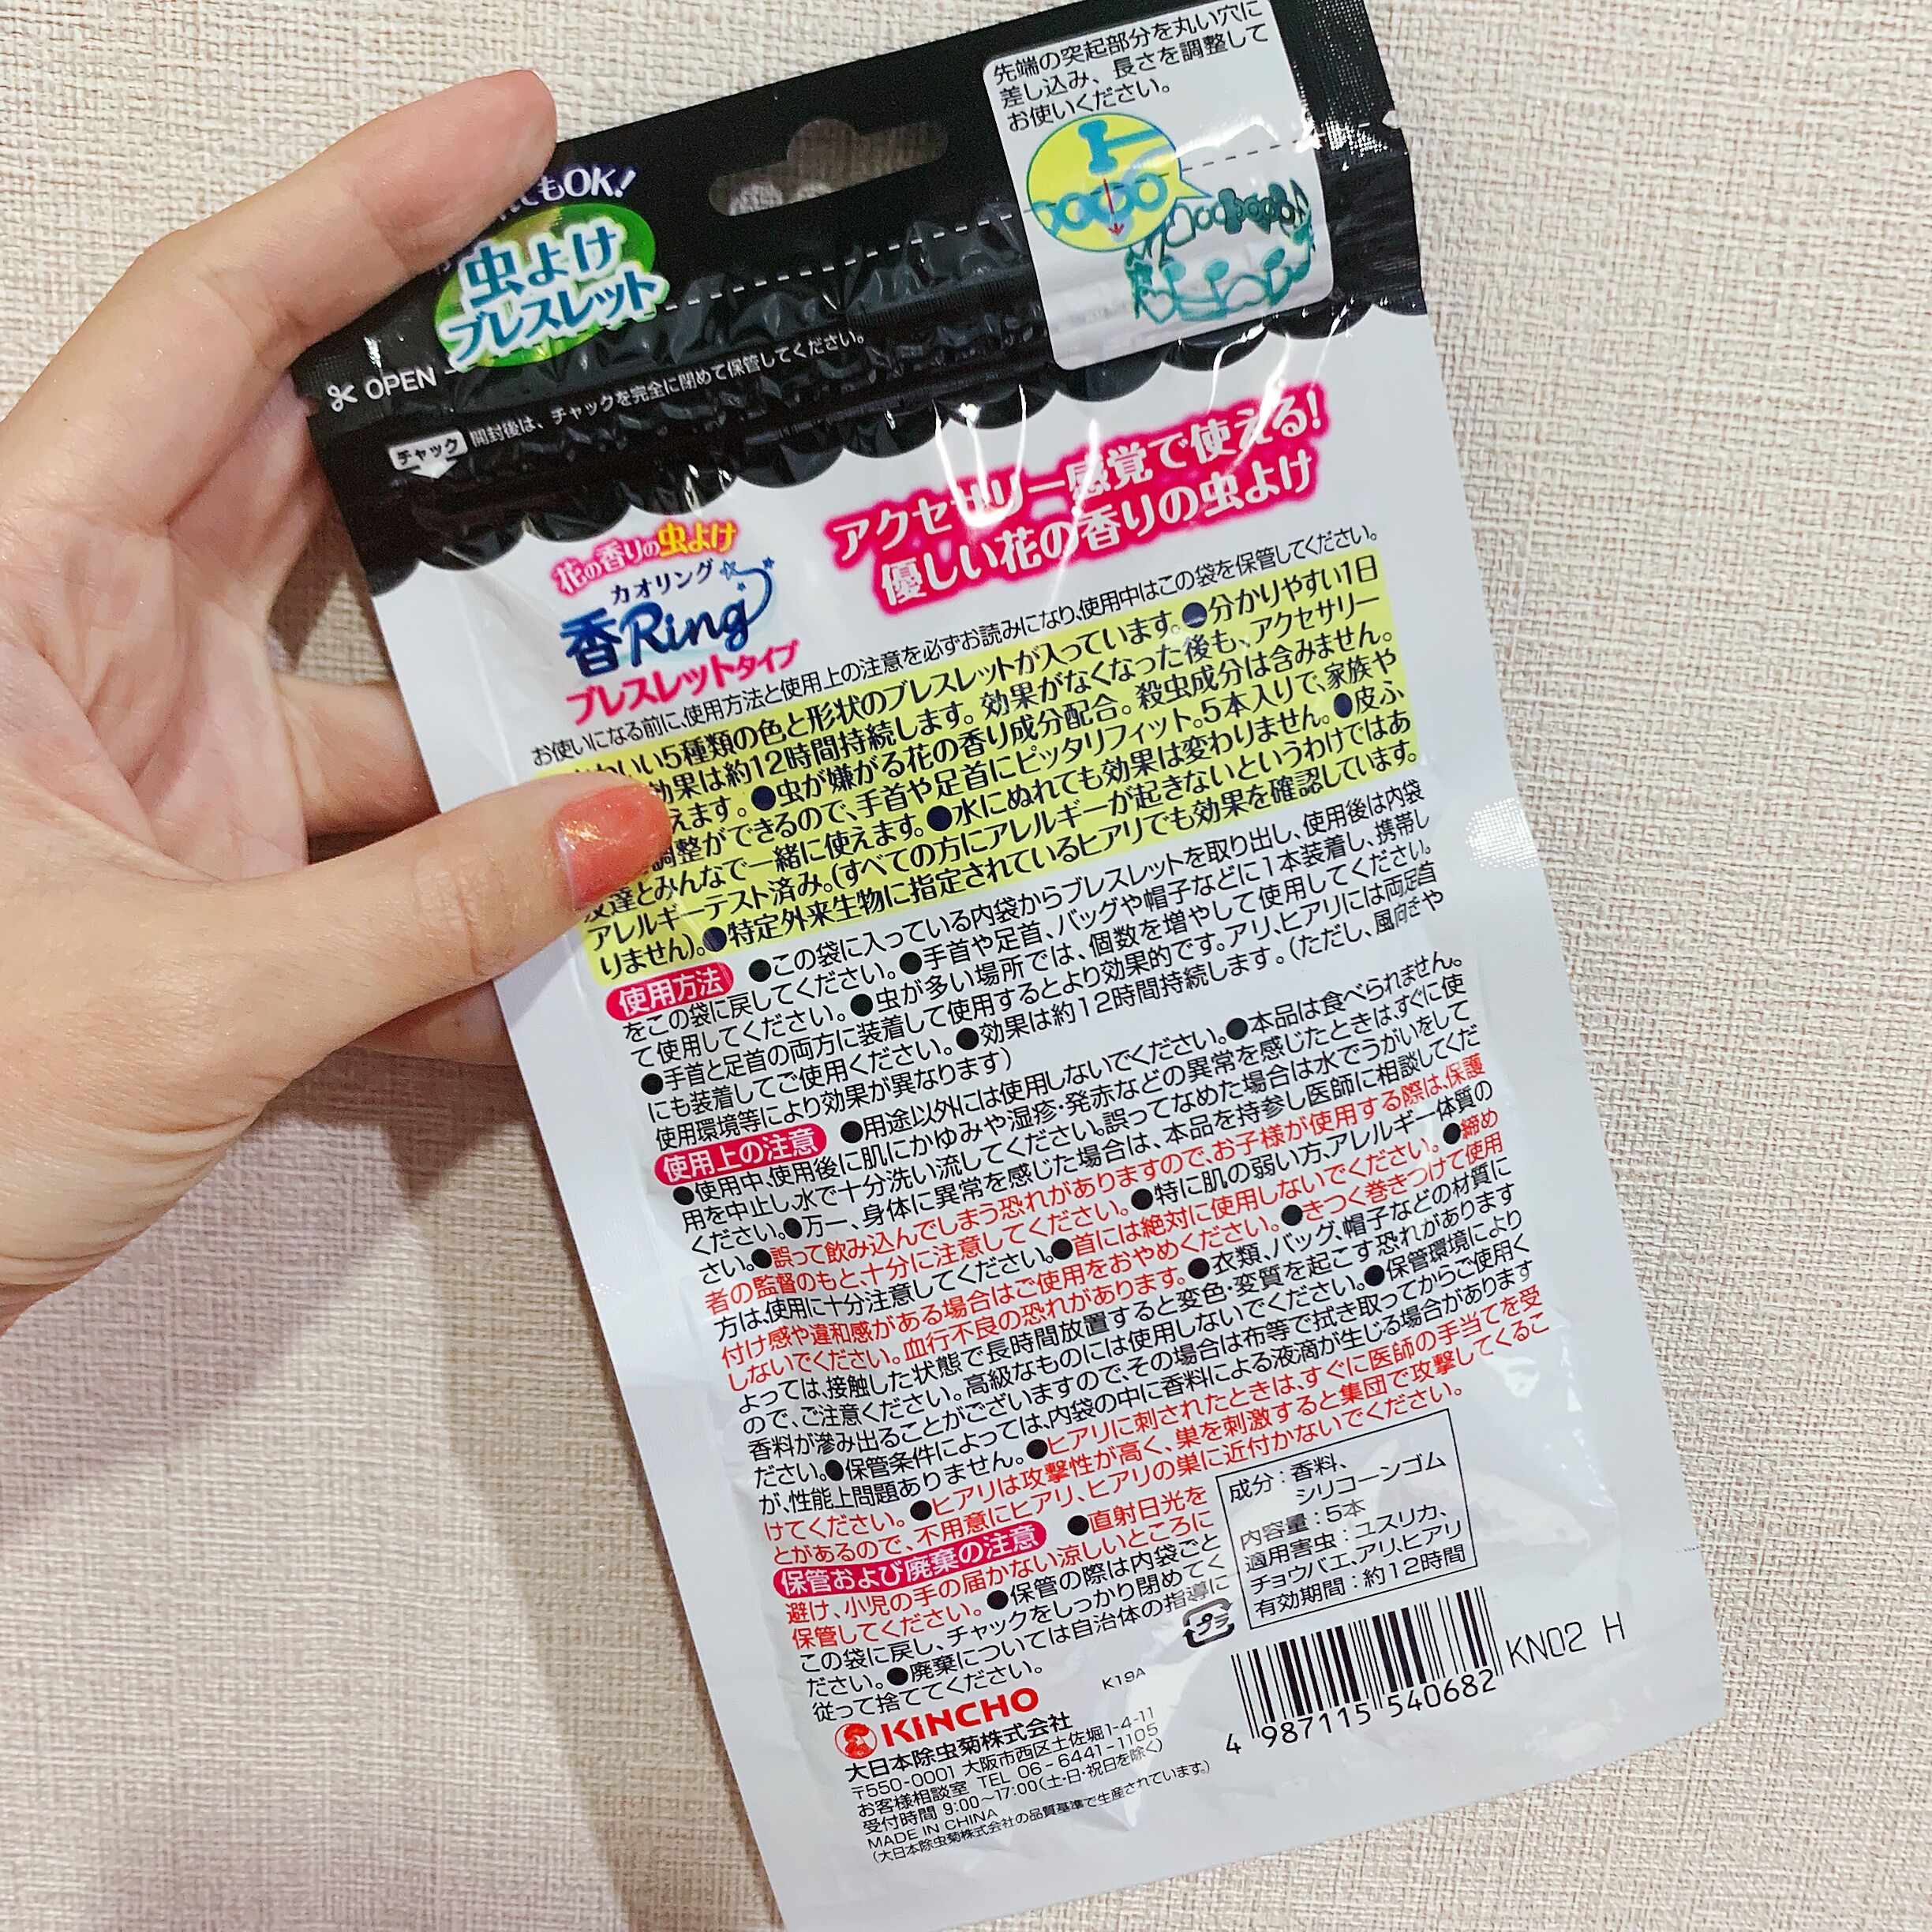 先端の突起部分を丸い穴に
差し込み、長さを調整して
お使いください。
もOK!
虫よけ
ブレスレット
OPEN
チャック
開封後は、チャックを完全に閉めて保管してください。
アクセサリー感覚で使える!
優しい花の香りの虫よけ
花の香りの虫よけ
カオリング
香Ring
ブレスレットタイプ
お使いになる前に、使用方法と使用上の注意を必ずお読みになり、使用中はこの袋を保管してください。
いい5種類の色と形状のブレスレットが入っています。●分かりやすい1日
効果は約12時間持続します。効果がなくなった後も、アクセサリー
えます。●虫が嫌がる花の香り成分配合。殺虫成分は含みません。
調整ができるので、手首や足首にピッタリフィット。5本入りで、家族や
友達とみんなで一緒に使えます。●水にぬれても効果は変わりません。●皮ふ
アレルギーテスト済み。(すべての方にアレルギーが起きないというわけではあ
りません)。●特定外来生物に指定されているヒアリでも効果を確認しています。
使用方法 ●この袋に入っている内袋からブレスレットを取り出し、使用後は内袋
をこの袋に戻してください。●手首や足首、バッグや帽子などに1本装着し、携帯し
て使用してください。●虫が多い場所では、個数を増やして使用してください。
●手首と足首の両方に装着して使用するとより効果的です。アリ、ヒアリには両足首
にも装着してご使用ください。●効果は約12時間持続します。(ただし、風向きや
使用環境等により効果が異なります)
使用上の注意 ●用途以外には使用しないでください。●本品は食べられません。
●使用中、使用後に肌にかゆみや湿疹・発赤などの異常を感じたときは、すぐに使
用を中止し、水で十分洗い流してください。誤ってなめた場合は水でうがいをして
ください。●万一、身体に異常を感じた場合は、本品を持参し医師に相談してくだ
さい。●誤って飲み込んでしまう恐れがありますので、お子様が使用する際は、保護
者の監督のもと、十分に注意してください。●特に肌の弱い方、アレルギー体質の
方は、使用に十分注意してください。●首には絶対に使用しないでください。●締め
付け感や違和感がある場合はご使用をおやめください。●きつく巻きつけて使用
しないでください。血行不良の恐れがあります。●衣類、バッグ、帽子などの材質に
よっては、接触した状態で長時間放置すると変色・変質を起こす恐れがあります
ので、ご注意ください。高級なものには使用しないでください。●保管環境により
香料が滲み出ることがございますので、その場合は布等で拭き取ってからご使用く
ださい。●保管条件によっては、内袋の中に香料による液滴が生じる場合があります
が、性能上問題ありません。●ヒアリに刺されたときは、すぐに医師の手当てを受
けてください。●ヒアリは攻撃性が高く、巣を刺激すると集団で攻撃してくるこ
とがあるので、不用意にヒアリ、ヒアリの巣に近付かないでください。
保管および廃棄の注意 ●直射日光を
避け、小児の手の届かない涼しいところに
保管してください。●保管の際は内袋ごと
この袋に戻し、チャックをしっかり閉めてく
ださい。●廃棄については自治体の指導に
従って捨ててください。
成分:香料、
シリコーンゴム
内容量:5本
適用害虫:ユスリカ、
チョウバエ、アリ、ヒアリ
有効期間:約12時間
プラ
K19A
KINCHO
大日本除虫菊株式会社
〒550-0001 大阪市西区土佐堀1-4-11
お客様相談室 TEL 06-6441-1105
受付時間 9:00~17:00(土・日・祝日を除く)
MADE IN CHINA
(大日本除虫菊株式会社の品質基準で生産されています。)
4 987115 540682
KN02 H